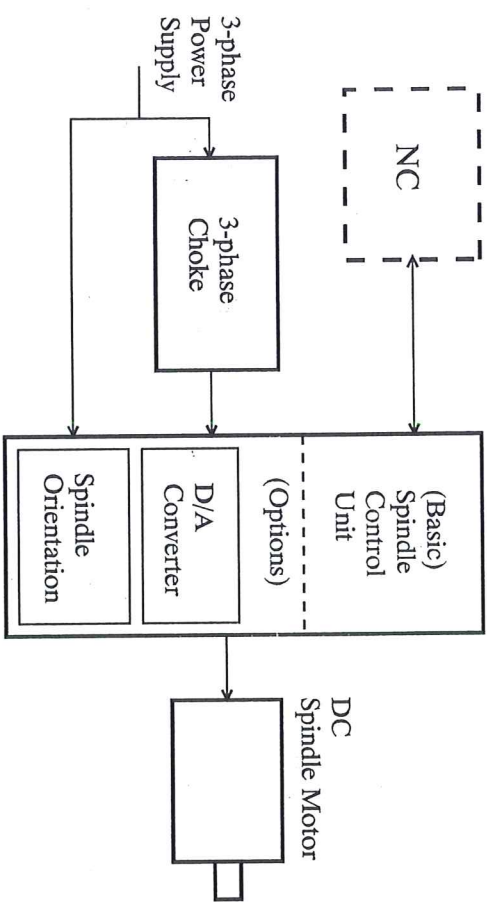 NC
3-phase
Power
Supply
3-phase
Choke
(Basic)
Spindle
Control
Unit
(Options)
D/A
Converter
Spindle
Orientation
DC
Spindle Motor